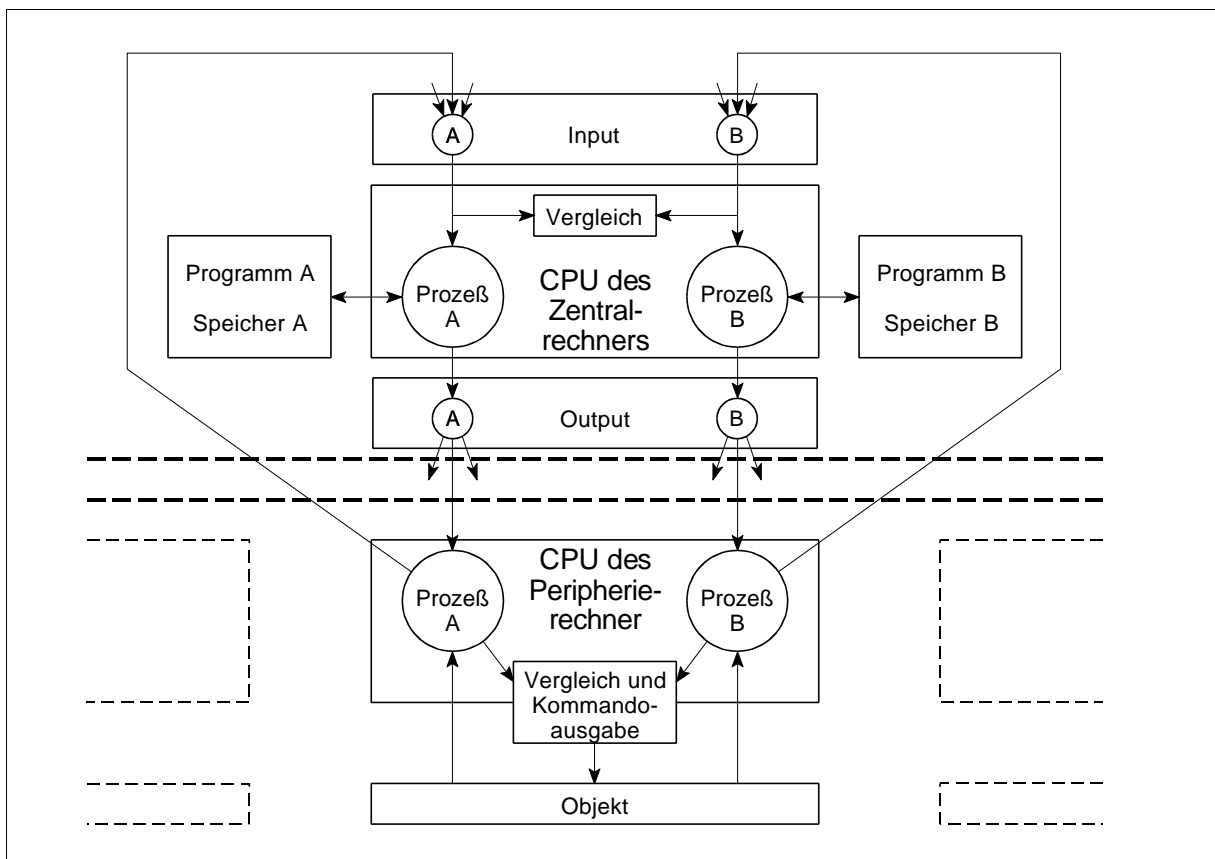 A
Input
B
Vergleich
Programm A
Speicher A
Prozeß
A
CPU des
Zentral-
rechners
Prozeß
B
Programm B
Speicher B
A
Output
B
CPU des
Peripherie-
rechner
Prozeß
A
Prozeß
B
Vergleich und
Kommando-
ausgabe
Objekt